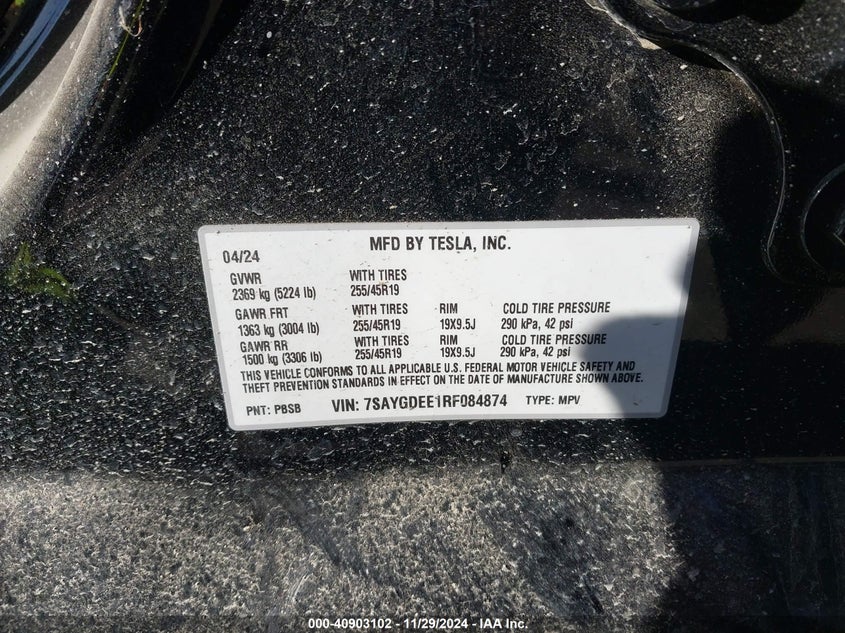 MFD BY TESLA, INC.
04/24
GVWR WITH TIRES
2369 kg (5224 lb) 255/45R19
GAWR FRT WITH TIRES RIM COLD TIRE PRESSURE
1363 kg (3004 lb) 255/45R19 19X9.5J 290 kPa, 42 psi
GAWR RR WITH TIRES RIM COLD TIRE PRESSURE
1500 kg (3306 lb) 255/45R19 19X9.5J 290 kPa, 42 psi
THIS VEHICLE CONFORMS TO ALL APPLICABLE U.S. FEDERAL MOTOR VEHICLE SAFETY AND
THEFT PREVENTION STANDARDS IN EFFECT ON THE DATE OF MANUFACTURE SHOWN ABOVE.
PNT: PBSB VIN: 7SAYGDEE1RF084874 TYPE: MPV
000-40903102 - 11/29/2024 - IAA Inc.